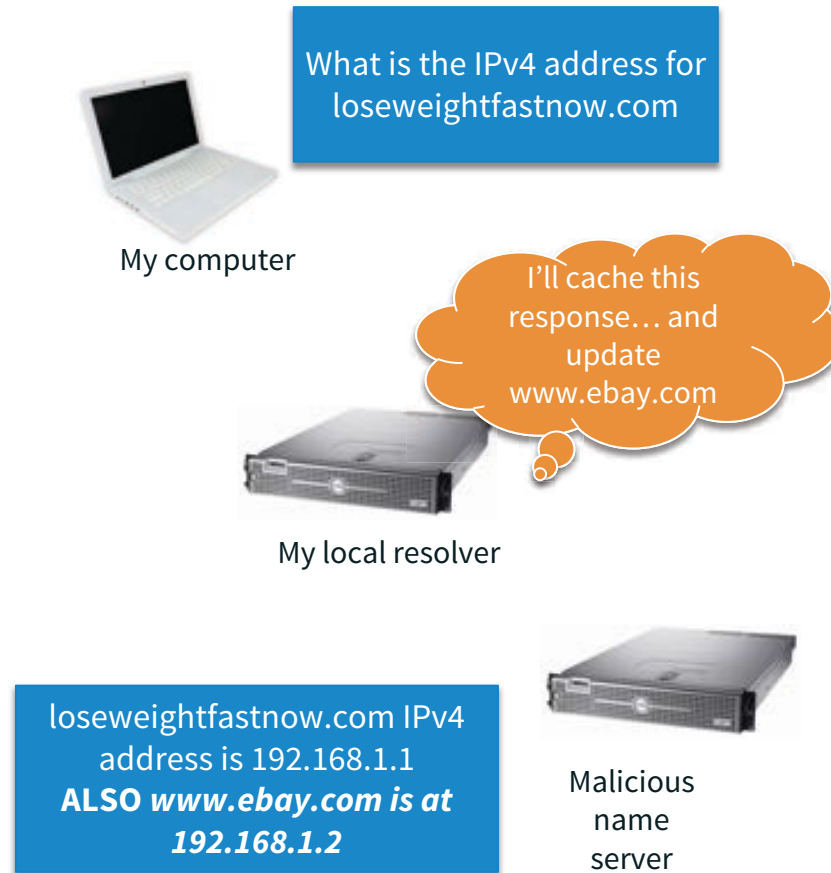 What is the IPv4 address for
loseweightfastnow.com
My computer
I’ll cache this
response… and
update
www.ebay.com
My local resolver
loseweightfastnow.com IPv4
address is 192.168.1.1
ALSO www.ebay.com is at
192.168.1.2
Malicious
name
server